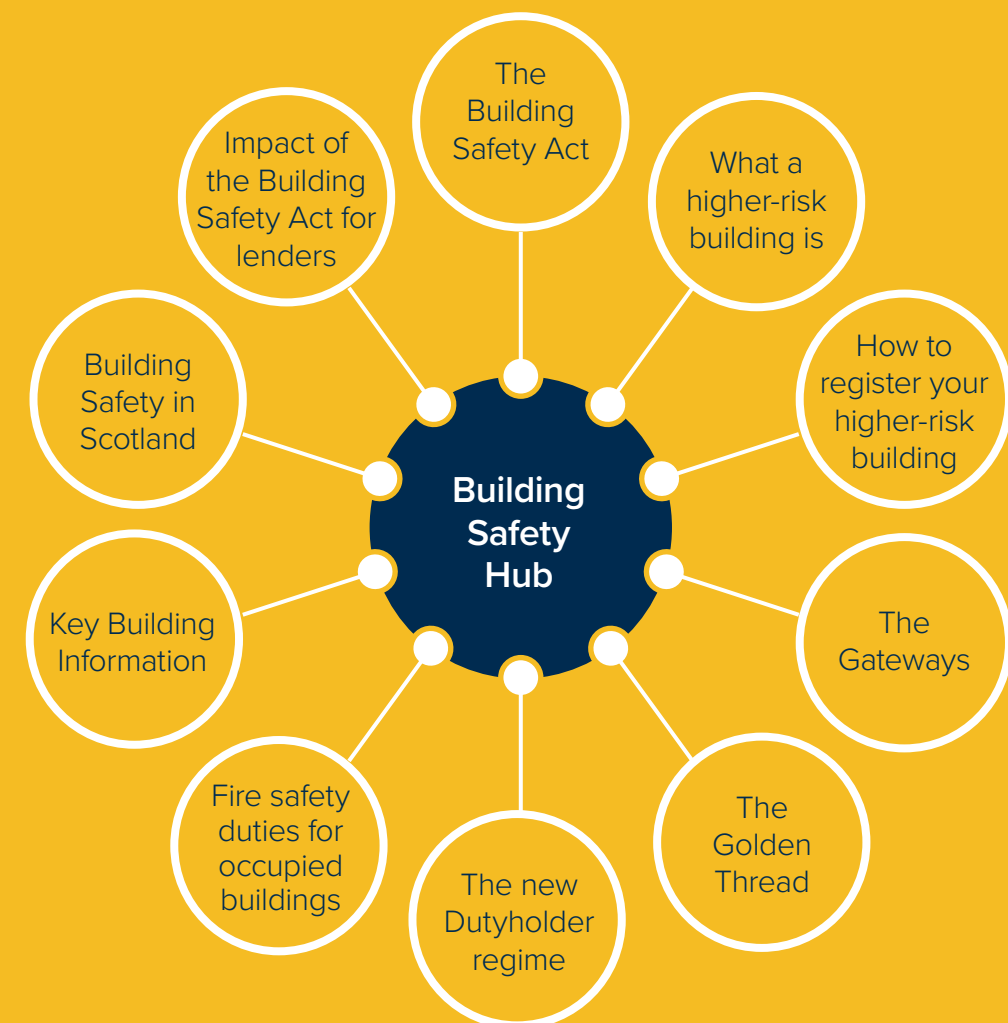 The
Building
Safety Act
What a
higher-risk
building is
How to
register your
higher-risk
building
The
Gateways
The
Golden
Thread
The new
Dutyholder
regime
Fire safety
duties for
occupied
buildings
Key Building
Information
Building
Safety in
Scotland
Impact of
the Building
Safety Act for
lenders
Building
Safety
Hub